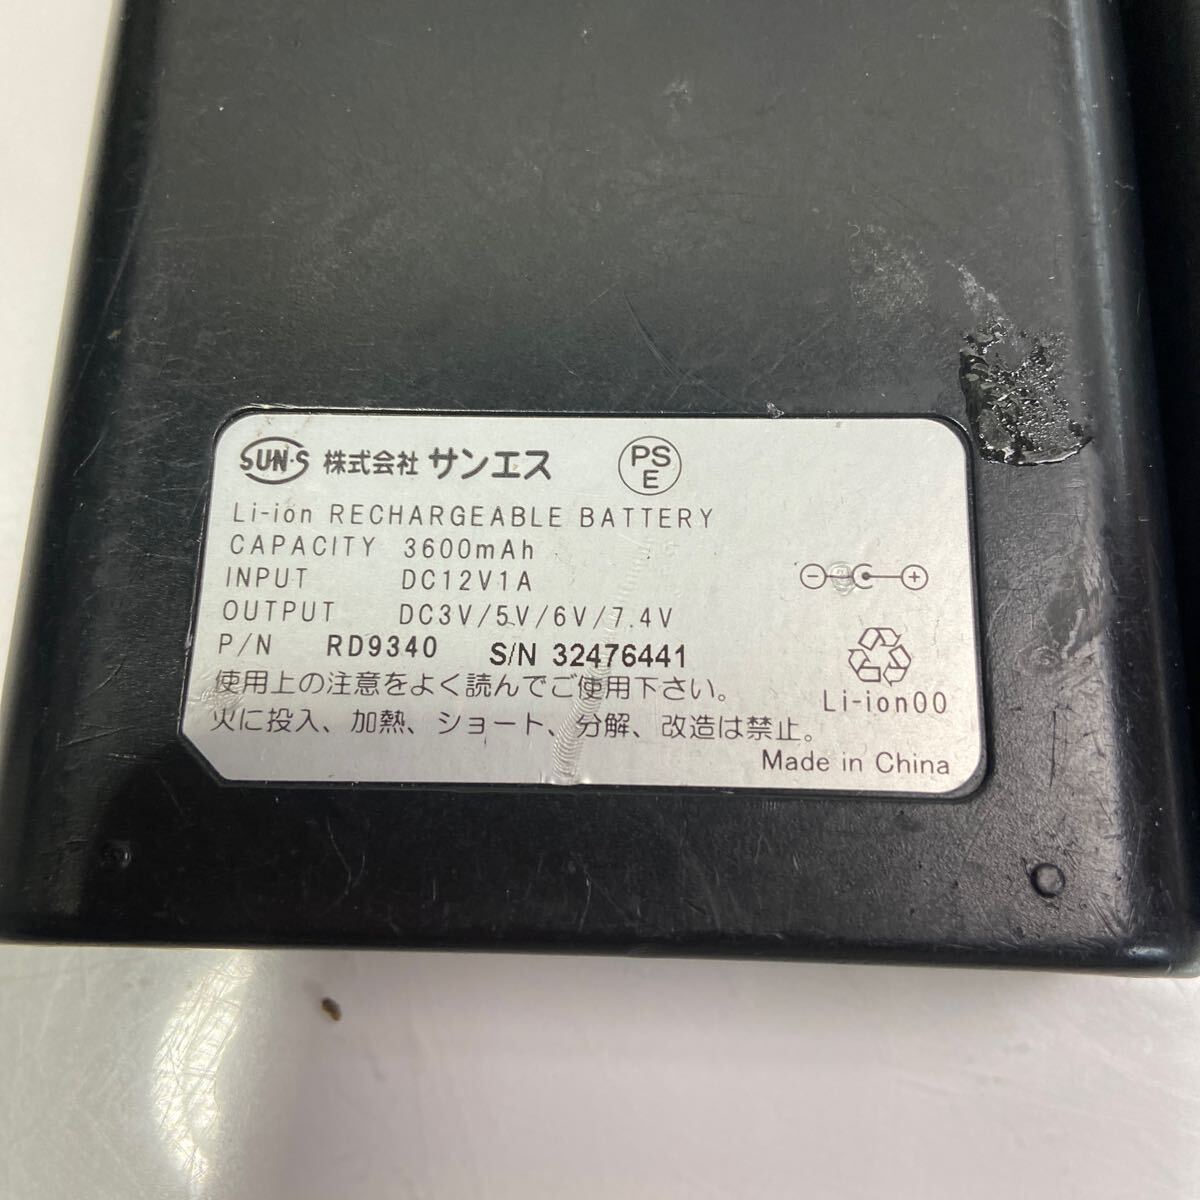 SUN·S 株式会社 サンエス PSE
Li-ion RECHARGEABLE BATTERY
CAPACITY 3600mAh
INPUT DC12V1A
OUTPUT DC3V/5V/6V/7.4V
P/N RD9340 S/N 32476441
使用上の注意をよく読んでご使用下さい。
火に投入、加熱、ショート、分解、改造は禁止。
Li-ion00
Made in China